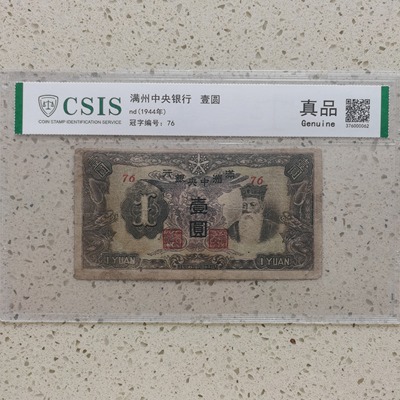 CSIS
COIN STAMP IDENTIFICATION SERVICE
满州中央银行 壹圆
nd(1944年)
冠字编号: 76
真品
Genuine
376000062
行銀央中洲滿
76 76
1
壹圓
1 YUAN 1 YUAN